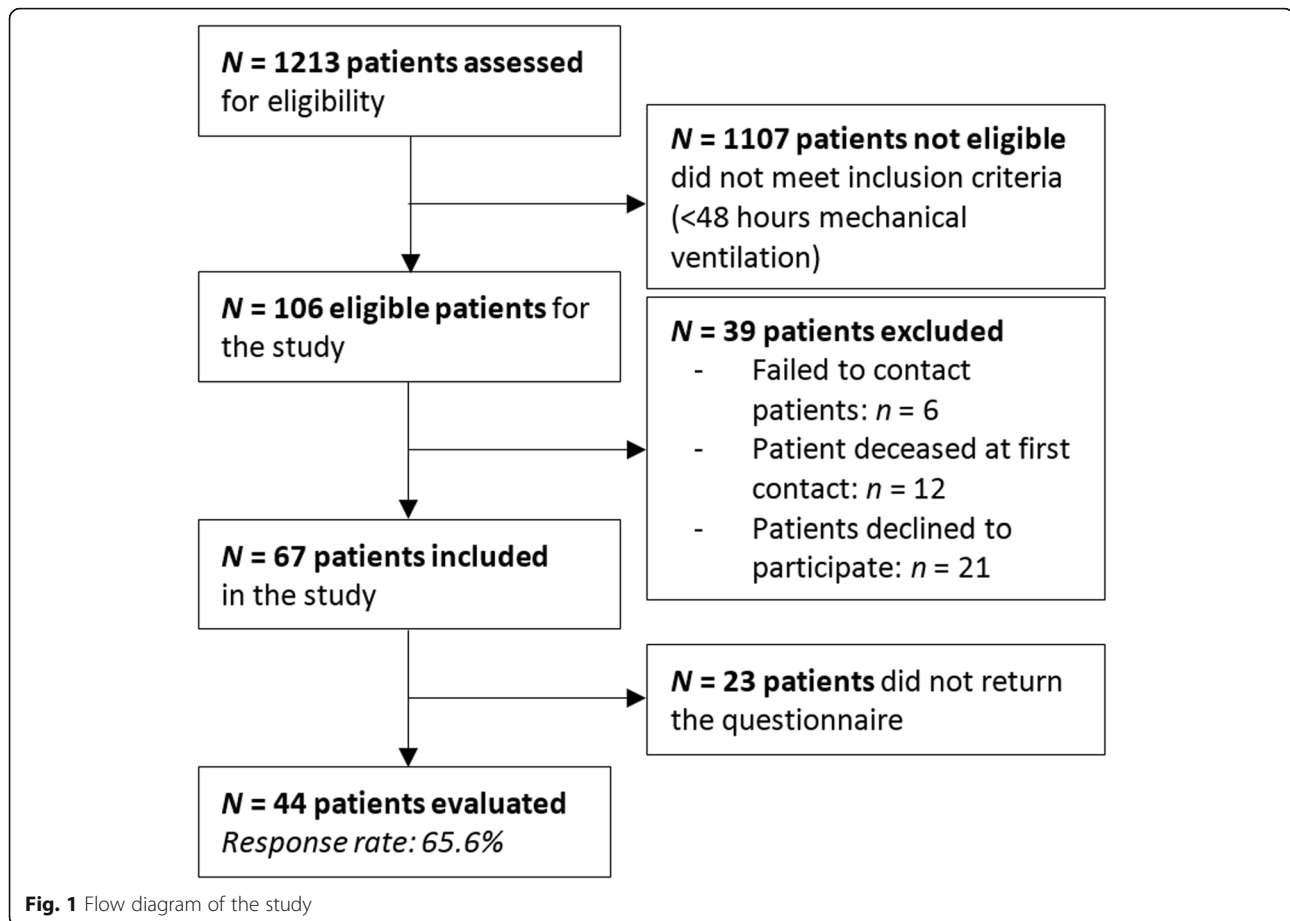 N = 1213 patients assessed
for eligibility
N = 1107 patients not eligible
did not meet inclusion criteria
(<48 hours mechanical
ventilation)
N = 106 eligible patients for
the study
N = 39 patients excluded
- Failed to contact
patients: n = 6
- Patient deceased at first
contact: n = 12
- Patients declined to
participate: n = 21
N = 67 patients included
in the study
N = 23 patients did not return
the questionnaire
N = 44 patients evaluated
Response rate: 65.6%
Fig. 1 Flow diagram of the study